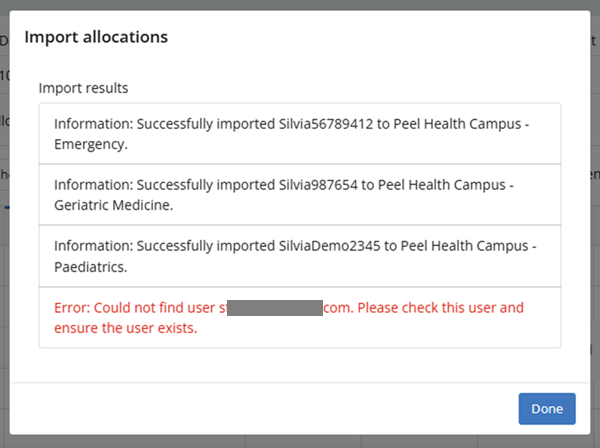 Import allocations
Import results
Information: Successfully imported Silvia56789412 to Peel Health Campus -
Emergency.
Information: Successfully imported Silvia987654 to Peel Health Campus -
Geriatric Medicine.
Information: Successfully imported SilviaDemo2345 to Peel Health Campus -
Paediatrics.
Error: Could not find user com. Please check this user and
ensure the user exists.
Done